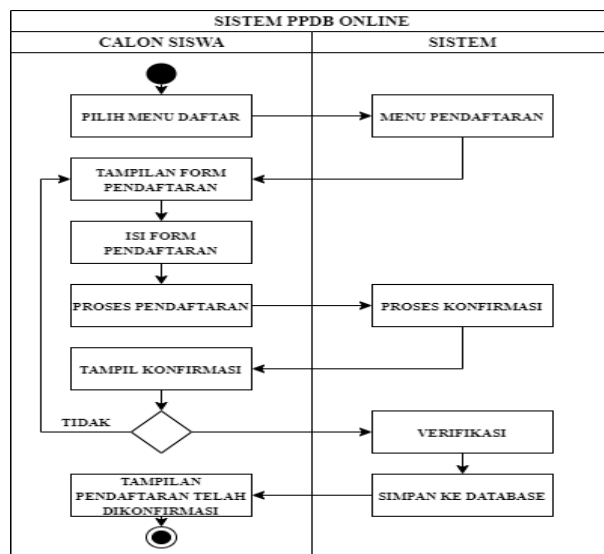 SISTEM PPDB ONLINE
CALON SISWA
SISTEM
PILIH MENU DAFTAR
MENU PENDAFTARAN
TAMPILAN FORM
PENDAFTARAN
ISI FORM
PENDAFTARAN
PROSES PENDAFTARAN
PROSES KONFIRMASI
TAMPIL KONFIRMASI
TIDAK
VERIFIKASI
TAMPILAN
PENDAFTARAN TELAH
DIKONFIRMASI
SIMPAN KE DATABASE